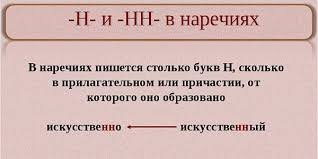 -Н- и -НН- в наречиях
В наречиях пишется столько букв Н, сколько
в прилагательном или причастии, от
которого оно образовано
искусственно искусственный